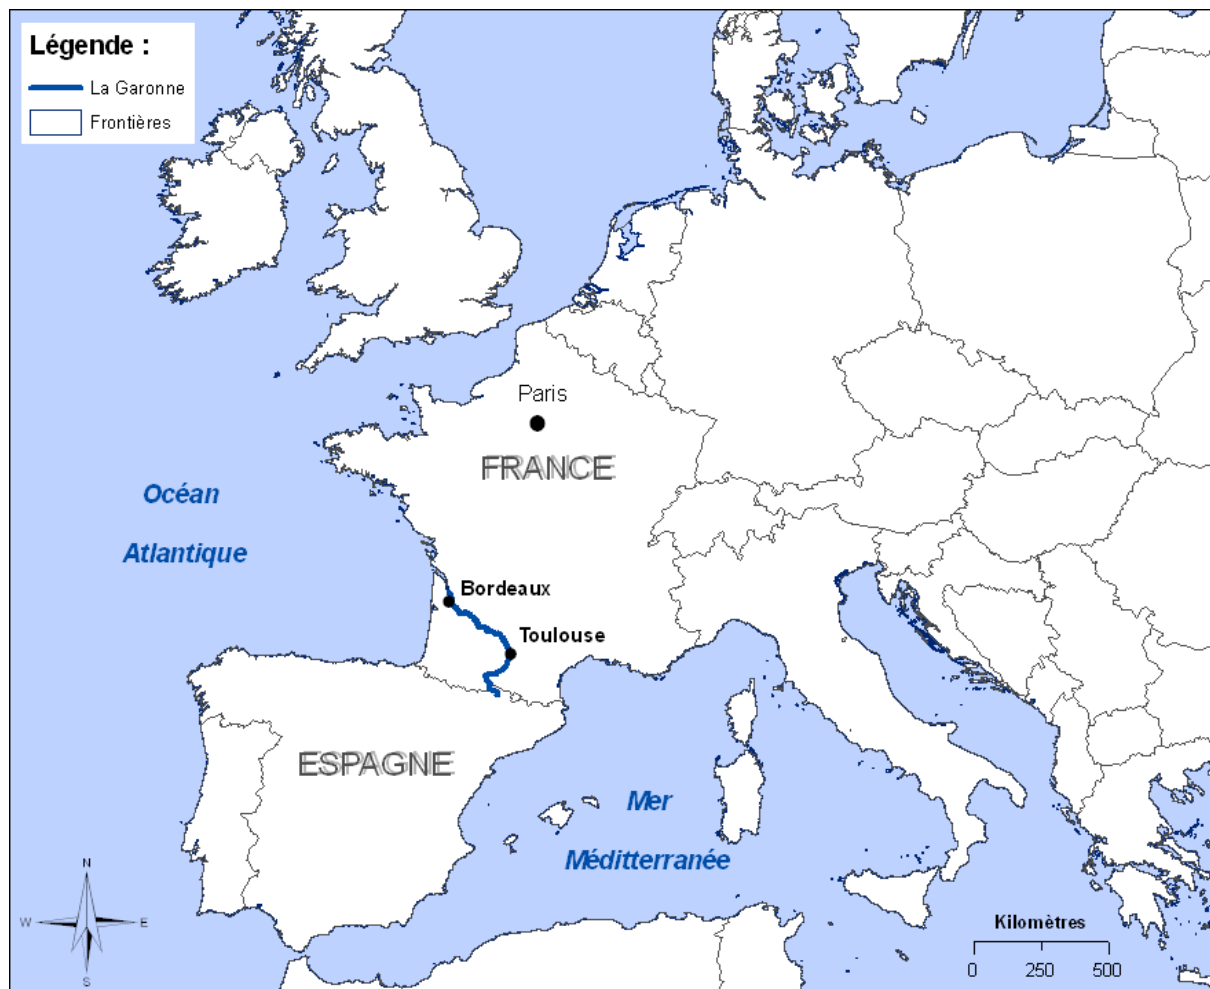 Légende :
La Garonne
Frontières
Paris
FRANCE
Océan
Atlantique
Bordeaux
Toulouse
ESPAGNE
Mer
Méditterranée
N
W
E
S
Kilomètres
0 250 500